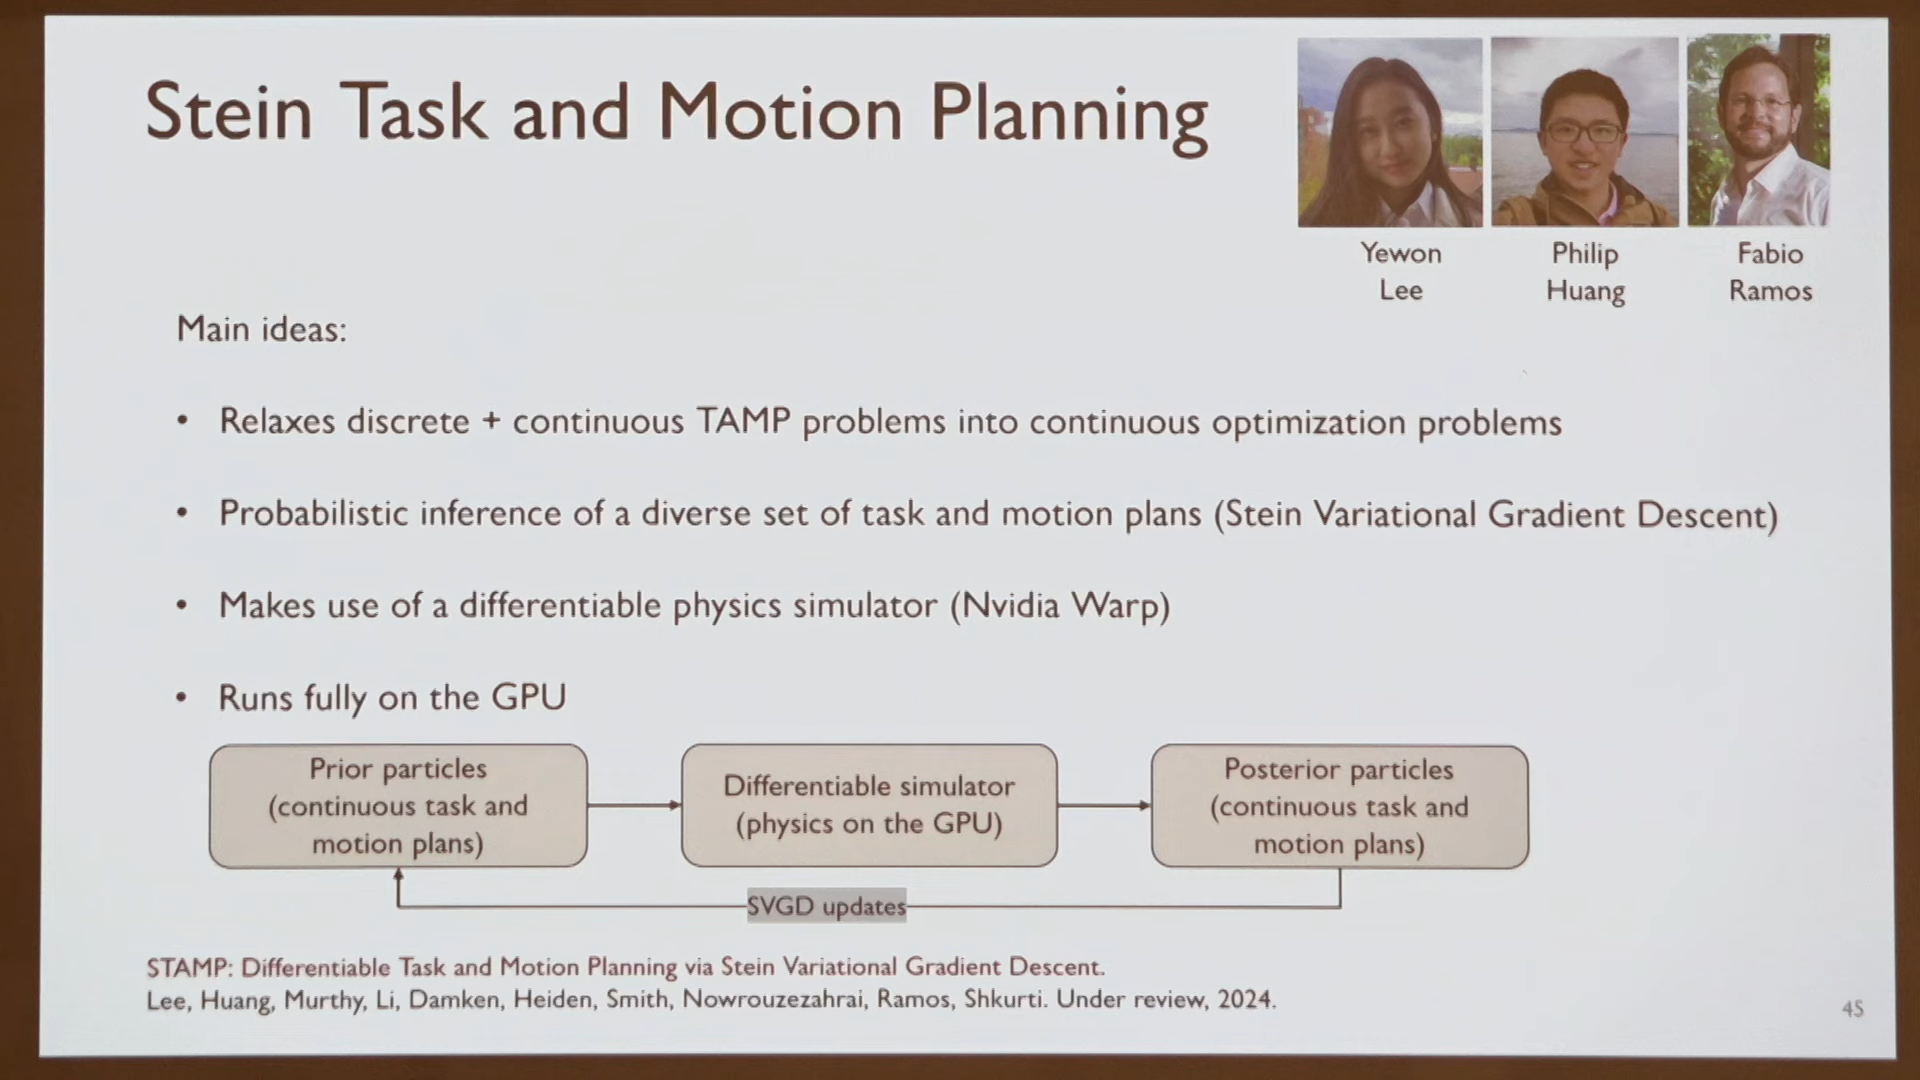 Stein Task and Motion Planning
Yewon
Lee
Philip
Huang
Fabio
Ramos
Main ideas:
• Relaxes discrete + continuous TAMP problems into continuous optimization problems
• Probabilistic inference of a diverse set of task and motion plans (Stein Variational Gradient Descent)
• Makes use of a differentiable physics simulator (Nvidia Warp)
• Runs fully on the GPU
Prior particles
(continuous task and
motion plans)
Differentiable simulator
(physics on the GPU)
Posterior particles
(continuous task and
motion plans)
SVGD updates
STAMP: Differentiable Task and Motion Planning via Stein Variational Gradient Descent.
Lee, Huang, Murthy, Li, Damken, Heiden, Smith, Nowrouzezahrai, Ramos, Shkurti. Under review, 2024.
45